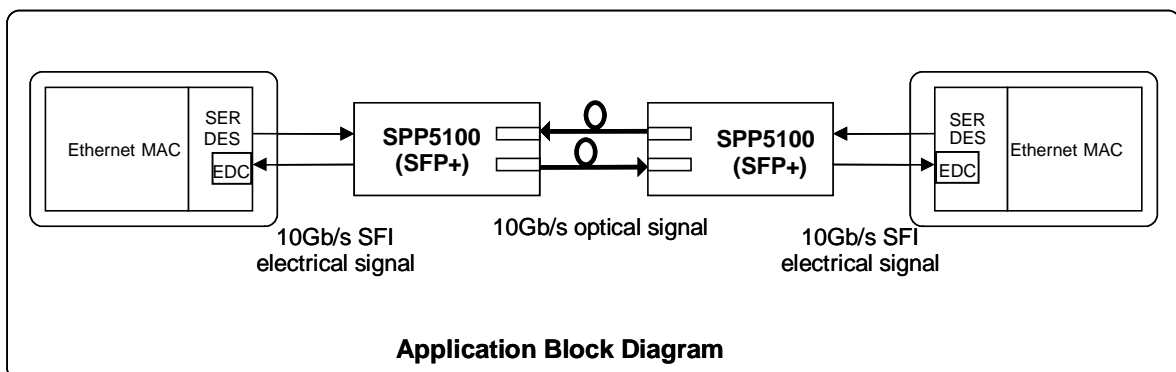 Ethernet MAC
SER
DES
EDC
SPP5100
(SFP+)
SPP5100
(SFP+)
SER
DES
EDC
Ethernet MAC
10Gb/s SFI
electrical signal
10Gb/s optical signal
10Gb/s SFI
electrical signal
Application Block Diagram